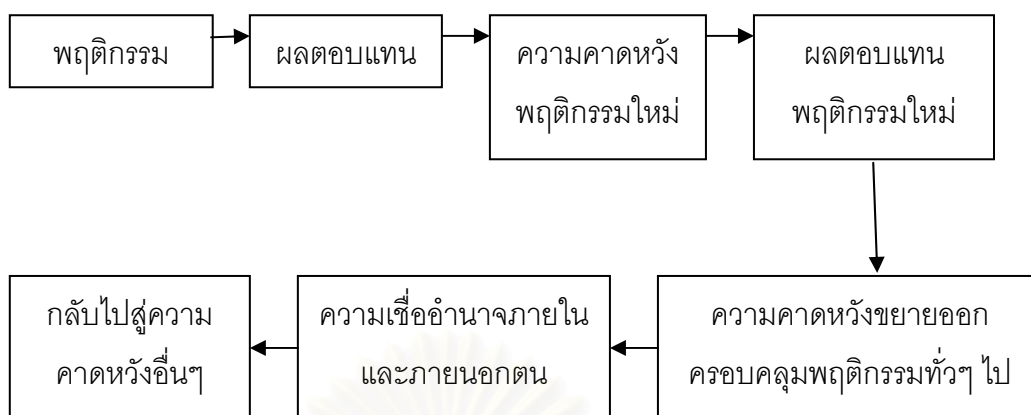 พฤติกรรม
ผลตอบแทน
ความคาดหวัง
พฤติกรรมใหม่
ผลตอบแทน
พฤติกรรมใหม่
ความคาดหวังขยายออก
ครอบคลุมพฤติกรรมทั่วๆ ไป
ความเชื่ออำนาจภายใน
และภายนอกตน
กลับไปสู่ความ
คาดหวังอื่นๆ